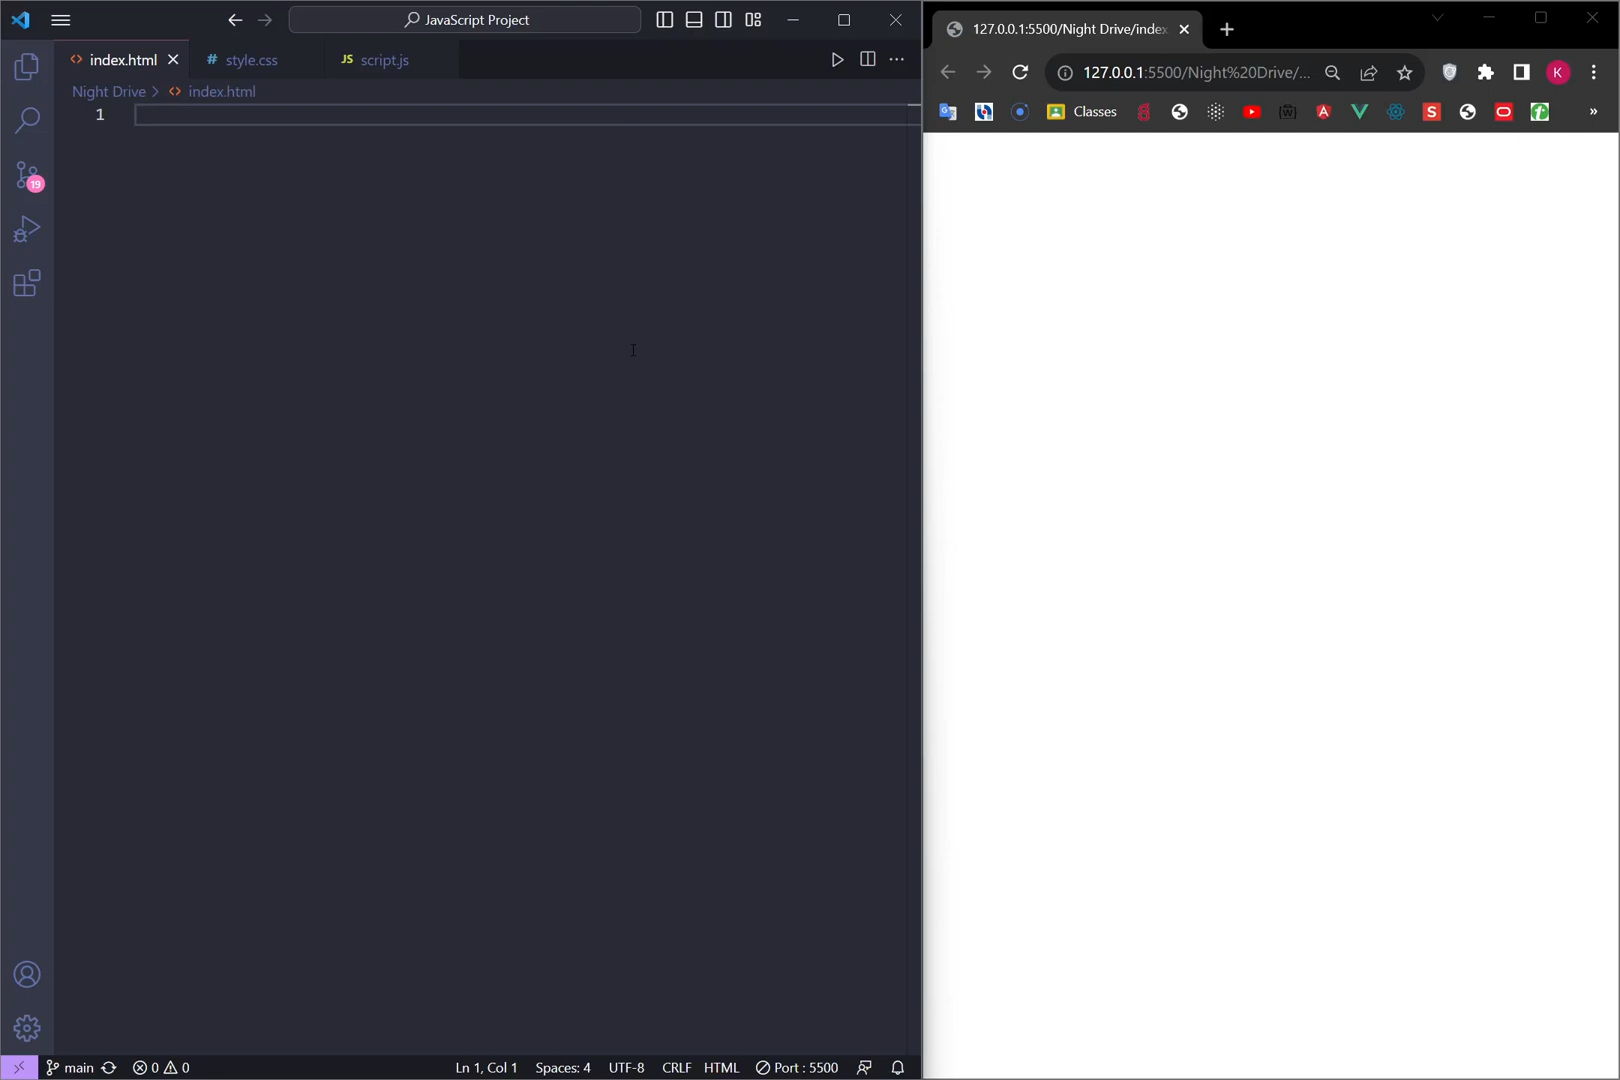 JavaScript Project
index.html
style.css
JS script.js
Night Drive > index.html
1
19
main
0 0
Ln 1, Col 1
Spaces: 4
UTF-8
CRLF
HTML
Port : 5500
127.0.0.1:5500/Night Drive/index
127.0.0.1:5500/Night%20Drive/...
K
Classes
S
»